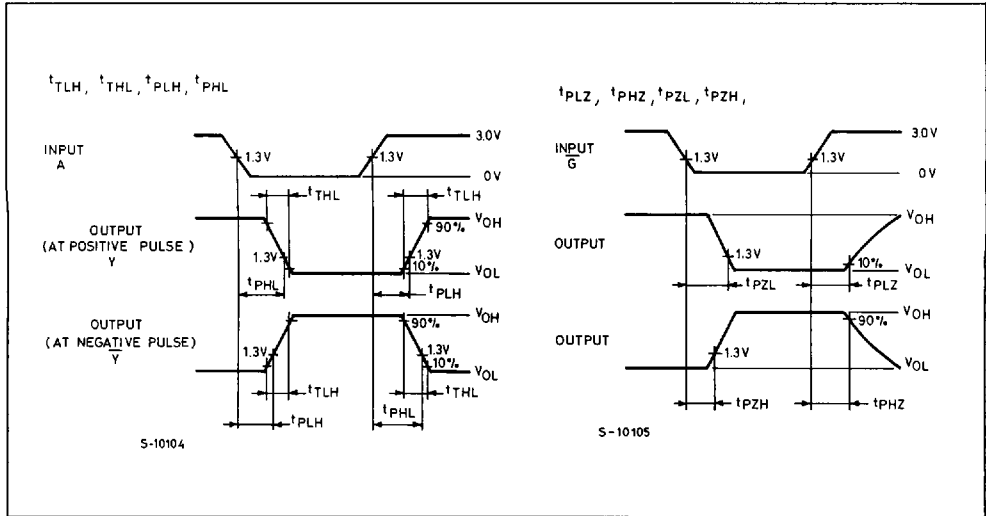 tTLH, tTHL, tPLH, tPHL
INPUT
A
1.3V
1.3V
3.0V
0V
tTHL
tTLH
OUTPUT
(AT POSITIVE PULSE)
Y
VOH
90%
1.3V
1.3V
10%
VOL
tPHL
tPLH
OUTPUT
(AT NEGATIVE PULSE)
Y̅
VOH
90%
1.3V
1.3V
10%
VOL
tTLH
tTHL
tPLH
tPHL
S-10104
tPLZ, tPHZ, tPZL, tPZH,
INPUT
G̅
1.3V
1.3V
3.0V
0V
OUTPUT
VOH
1.3V
10%
VOL
tPZL
tPLZ
OUTPUT
VOH
90%
1.3V
VOL
tPZH
tPHZ
S-10105